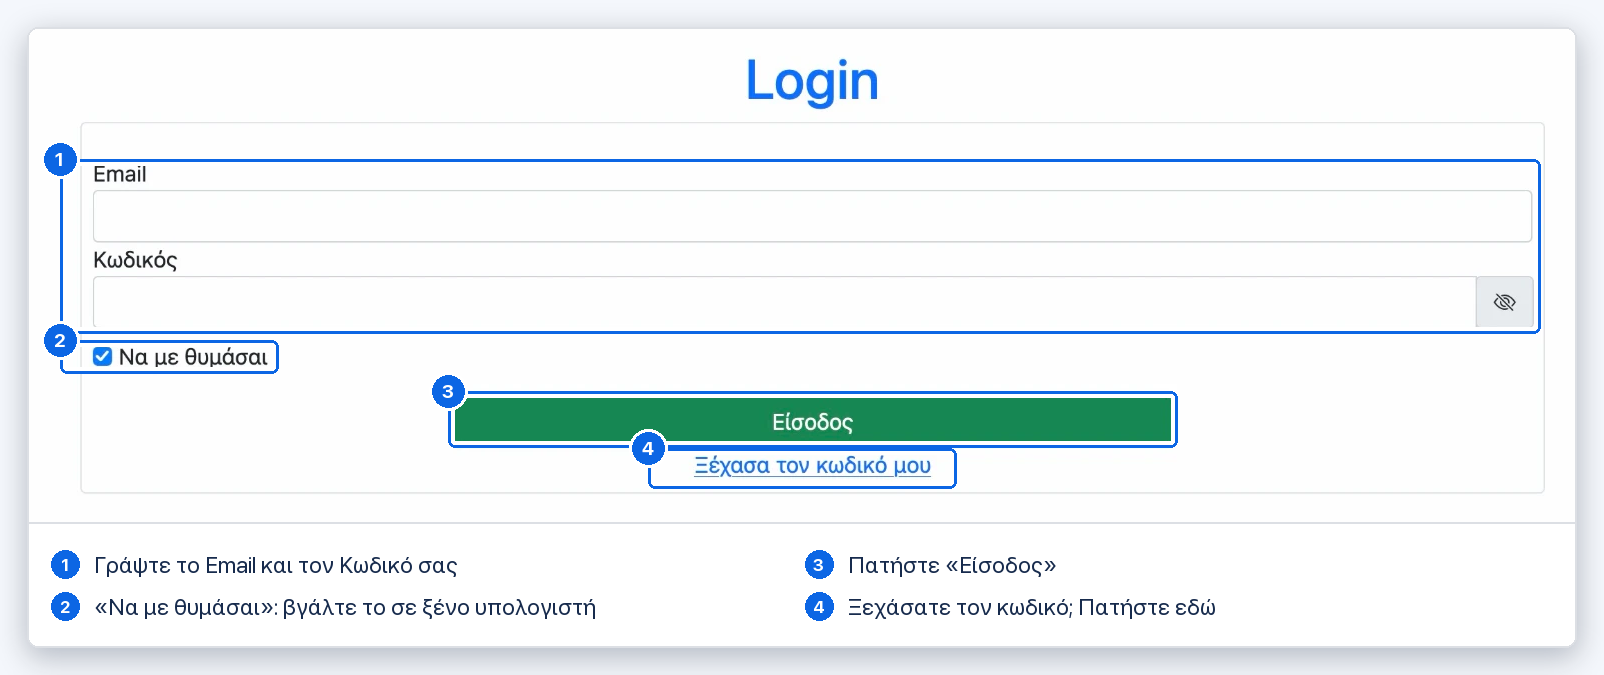 Login
1
Email
Κωδικός
2
Να με θυμάσαι
3
Είσοδος
4
Ξέχασα τον κωδικό μου
1 Γράψτε το Email και τον Κωδικό σας
2 «Να με θυμάσαι»: βγάλτε το σε ξένο υπολογιστή
3 Πατήστε «Είσοδος»
4 Ξεχάσατε τον κωδικό; Πατήστε εδώ